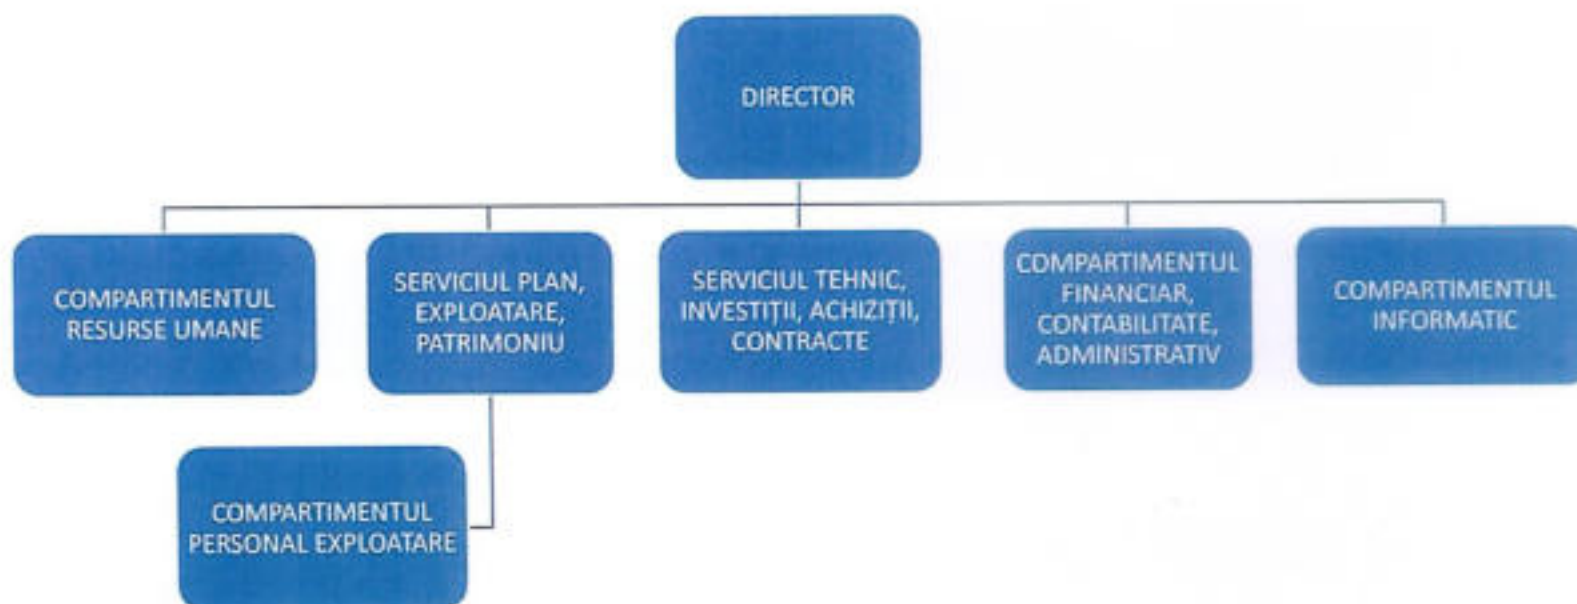 DIRECTOR
COMPARTIMENTUL
RESURSE UMANE
SERVICIUL PLAN,
EXPLOATARE,
PATRIMONIU
SERVICIUL TEHNIC,
INVESTIȚII, ACHIZIȚII,
CONTRACTE
COMPARTIMENTUL
FINANCIAR,
CONTABILITATE,
ADMINISTRATIV
COMPARTIMENTUL
INFORMATIC
COMPARTIMENTUL
PERSONAL EXPLOATARE